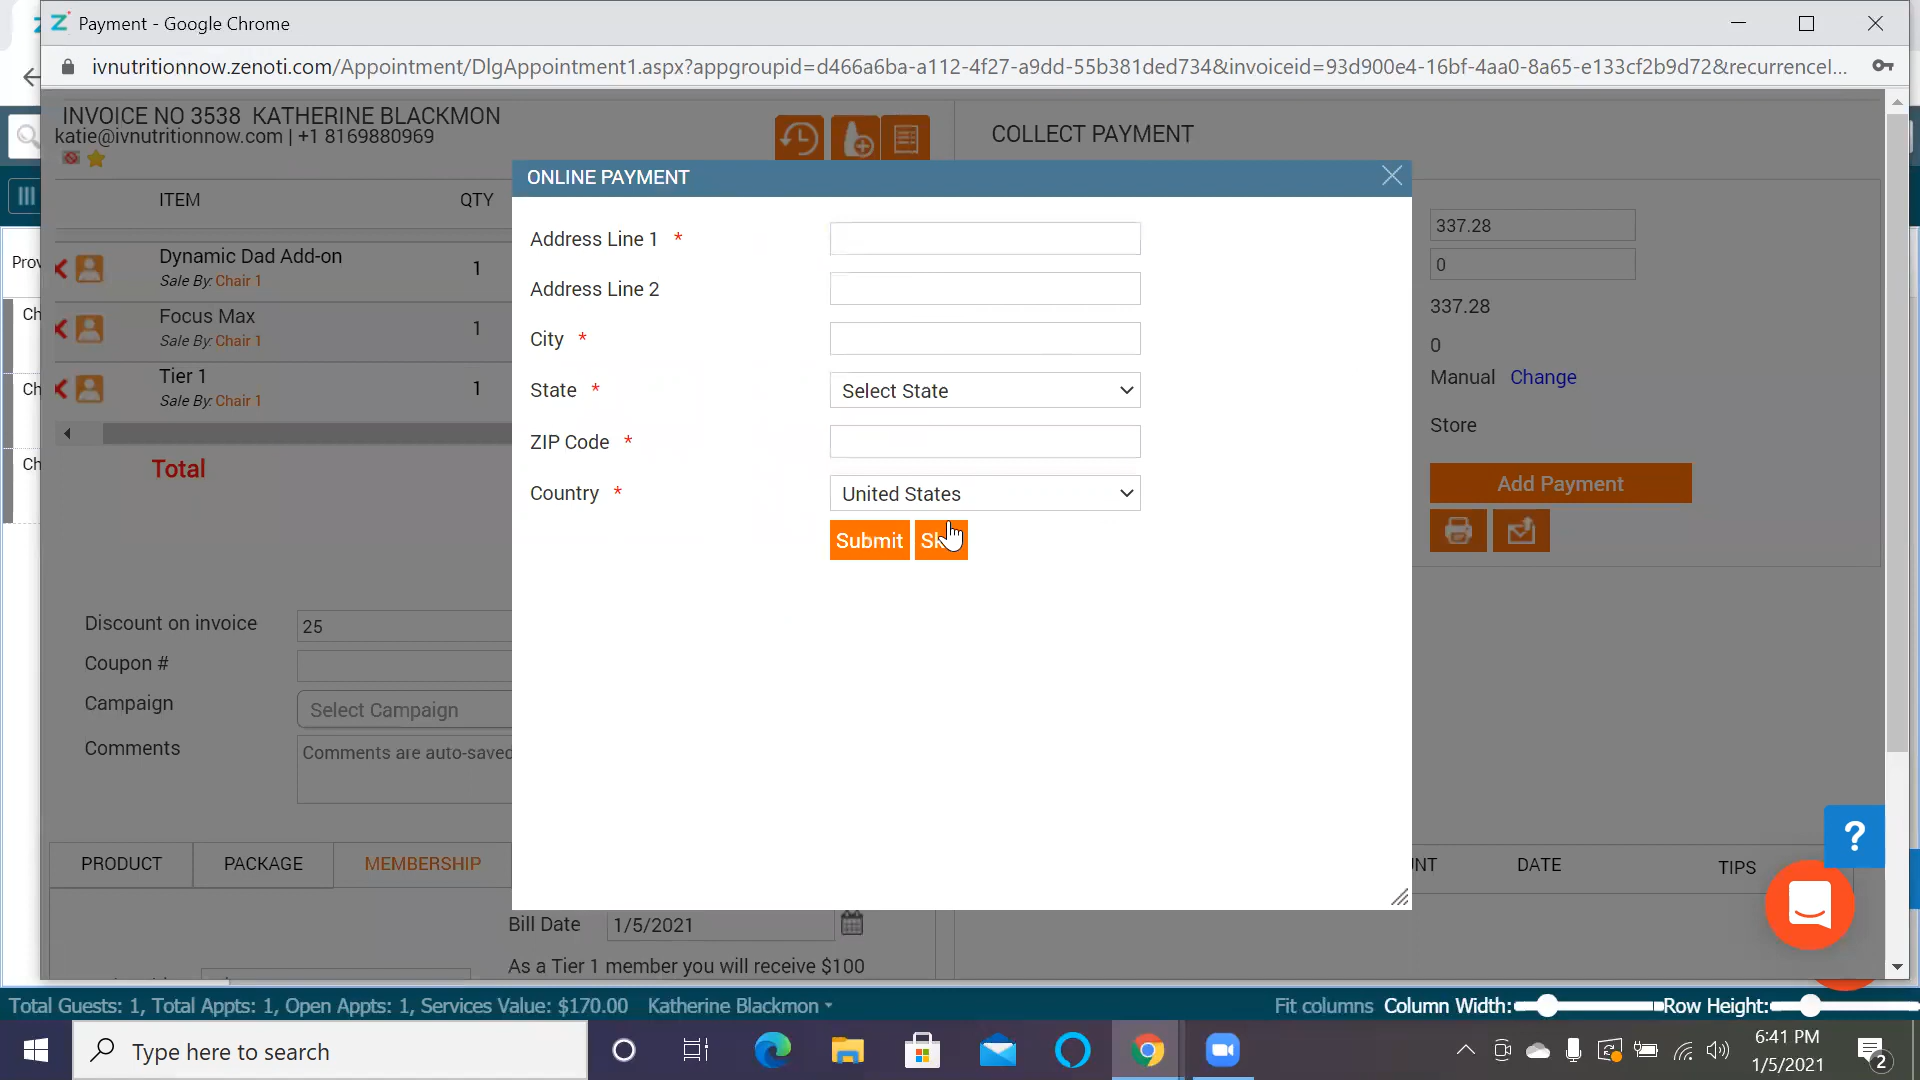 Payment - Google Chrome
ivnutritionnow.zenoti.com/Appointment/DlgAppointment1.aspx?appgroupid=d466a6ba-a112-4f27-a9dd-55b381ded734&invoiceid=93d900e4-16bf-4aa0-8a65-e133cf2b9d72&recurrenceI...
INVOICE NO 3538 KATHERINE BLACKMON
katie@ivnutritionnow.com | +1 8169880969
COLLECT PAYMENT
ONLINE PAYMENT
ITEM QTY
Dynamic Dad Add-on 1
Sale By: Chair 1
Focus Max 1
Sale By: Chair 1
Tier 1 1
Sale By: Chair 1
Total
Address Line 1 *
Address Line 2
City *
State * Select State
ZIP Code *
Country * United States
Submit
337.28
0
337.28
0
Manual Change
Store
Add Payment
Discount on invoice 25
Coupon #
Campaign Select Campaign
Comments Comments are auto-saved
PRODUCT PACKAGE MEMBERSHIP
DATE TIPS
Bill Date 1/5/2021
As a Tier 1 member you will receive $100
?
Total Guests: 1, Total Appts: 1, Open Appts: 1, Services Value: $170.00 Katherine Blackmon
Fit columns Column Width: Row Height:
Type here to search
6:41 PM
1/5/2021
2